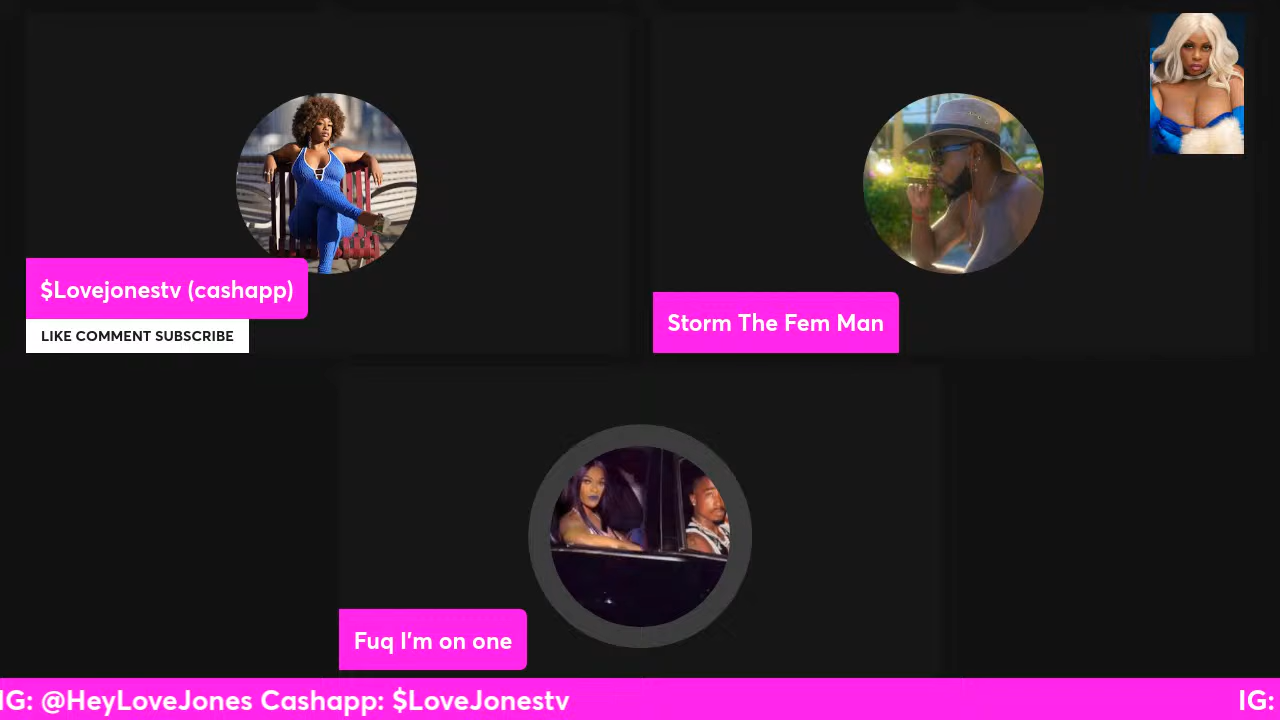 $Lovejonestv (cashapp)
LIKE COMMENT SUBSCRIBE
Storm The Fem Man
Fuq I'm on one
IG: @HeyLoveJones Cashapp: $LoveJonestv IG: